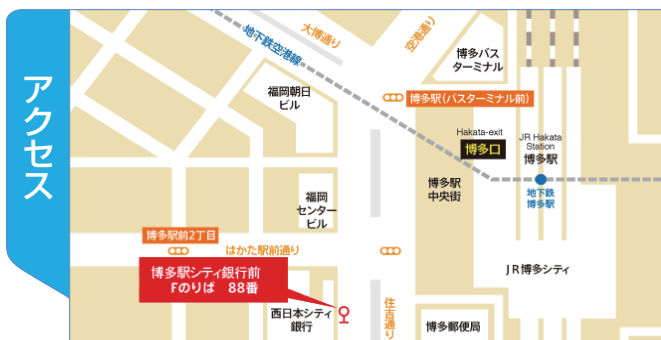 アクセス
地下鉄空港線
大博通り
空港通り
博多バス
ターミナル
福岡朝日
ビル
博多駅(バスターミナル前)
Hakata-exit
博多口
JR Hakata
Station
博多駅
地下鉄
博多駅
博多駅
中央街
福岡
センター
ビル
博多駅前2丁目
はかた駅前通り
JR博多シティ
博多駅シティ銀行前
Fのりば 88番
西日本シティ
銀行
住吉通り
博多郵便局